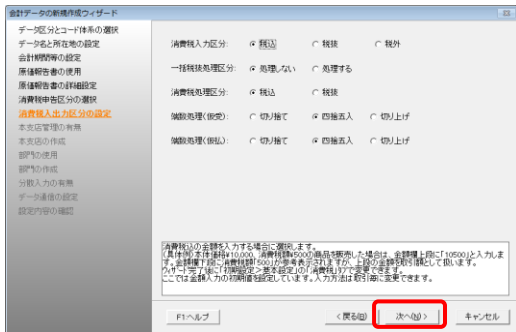 会計データの新規作成ウィザード
データ区分とコード体系の選択
データ名と所在地の設定
会計期間等の設定
原価報告書の使用
原価報告書の詳細設定
消費税申告区分の選択
消費税入出力区分の設定
本支店管理の有無
本支店の作成
部門の使用
部門の作成
分散入力の有無
データ通信の設定
設定内容の確認
消費税入力区分: 税込 税抜 税外
一括税抜処理区分: 処理しない 処理する
消費税処理区分: 税込 税抜
端数処理(仮受): 切り捨て 四捨五入 切り上げ
端数処理(仮払): 切り捨て 四捨五入 切り上げ
消費税込の金額を入力する場合に選択します。
(具体例)本体価格¥10,000、消費税額¥500の商品を販売した場合は、金額欄上段に「10500」と入力しま
す。金額欄下段に消費税額「500」が参考表示されますが、上段の金額を取引額として扱います。
ウィザード完了後に「初期設定>基本設定」の「消費税」タブで変更できます。
ここでは金額入力の初期値を設定しています。入力方法は取引毎に変更できます。
F1:ヘルプ
< 戻る(B)
次へ(N) >
キャンセル